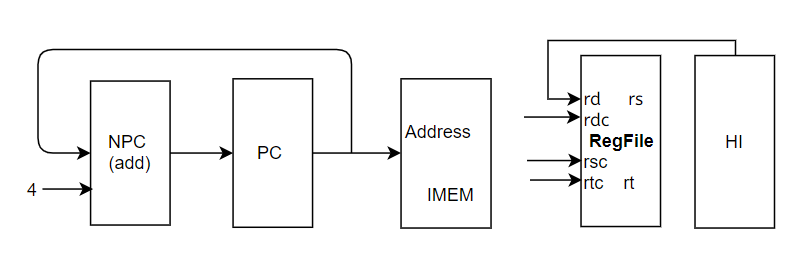 NPC
(add)
4
PC
Address
IMEM
rd rs
rdc
RegFile
rsc
rtc rt
HI